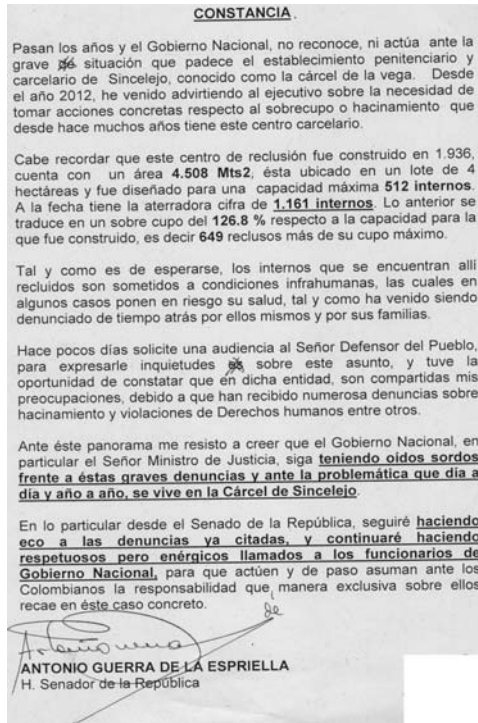 CONSTANCIA.
Pasan los años y el Gobierno Nacional, no reconoce, ni actúa ante la
grave situación que padece el establecimiento penitenciario y
carcelario de Sincelejo, conocido como la cárcel de la vega. Desde
el año 2012, he venido advirtiendo al ejecutivo sobre la necesidad de
tomar acciones concretas respecto al sobrecupo o hacinamiento que
desde hace muchos años tiene este centro carcelario.
Cabe recordar que este centro de reclusión fue construido en 1.936,
cuenta con un área 4.508 Mts2, ésta ubicado en un lote de 4
hectáreas y fue diseñado para una capacidad máxima 512 internos.
A la fecha tiene la aterradora cifra de 1.161 internos. Lo anterior se
traduce en un sobre cupo del 126.8 % respecto a la capacidad para la
que fue construido, es decir 649 reclusos más de su cupo máximo.
Tal y como es de esperarse, los internos que se encuentran allí
recluidos son sometidos a condiciones infrahumanas, las cuales en
algunos casos ponen en riesgo su salud, tal y como ha venido siendo
denunciado de tiempo atrás por ellos mismos y por sus familias.
Hace pocos días solicite una audiencia al Señor Defensor del Pueblo,
para expresarle inquietudes sobre este asunto, y tuve la
oportunidad de constatar que en dicha entidad, son compartidas mis
preocupaciones, debido a que han recibido numerosa denuncias sobre
hacinamiento y violaciones de Derechos humanos entre otros.
Ante éste panorama me resisto a creer que el Gobierno Nacional, en
particular el Señor Ministro de Justicia, siga teniendo oídos sordos
frente a éstas graves denuncias y ante la problemática que día a
día y año a año, se vive en la Cárcel de Sincelejo.
En lo particular desde el Senado de la República, seguiré haciendo
eco a las denuncias ya citadas, y continuaré haciendo
respetuosos pero enérgicos llamados a los funcionarios de
Gobierno Nacional, para que actúen y de paso asuman ante los
Colombianos la responsabilidad que manera exclusiva sobre ellos
recae en éste caso concreto.
de
ANTONIO GUERRA DE LA ESPRIELLA
H. Senador de la República